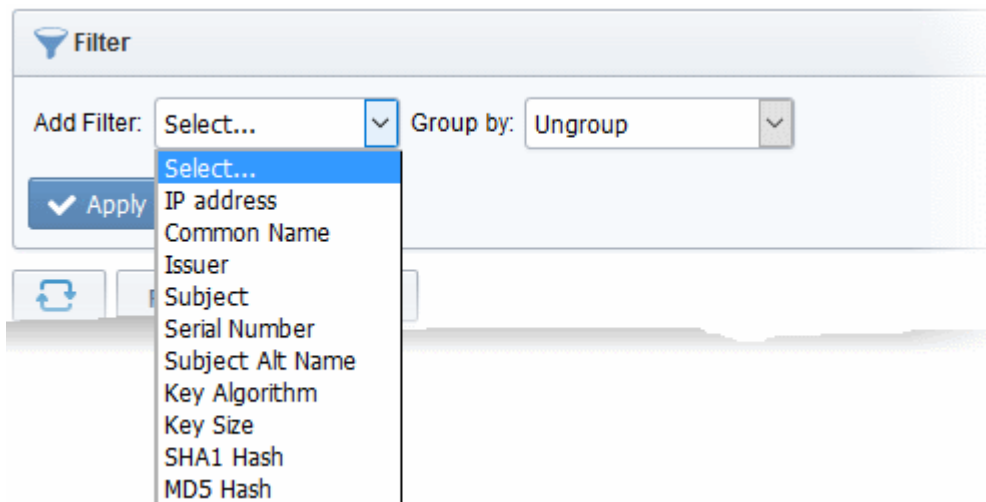 Filter
Add Filter: Select... Group by: Ungroup
Select...
IP address
Apply
Common Name
Issuer
Subject
Serial Number
Subject Alt Name
Key Algorithm
Key Size
SHA1 Hash
MD5 Hash